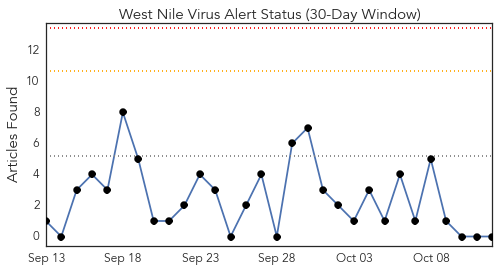 West Nile Virus Alert Status (30-Day Window)
Articles Found
12
10
8
6
4
2
0
Sep 13 Sep 18 Sep 23 Sep 28 Oct 03 Oct 08